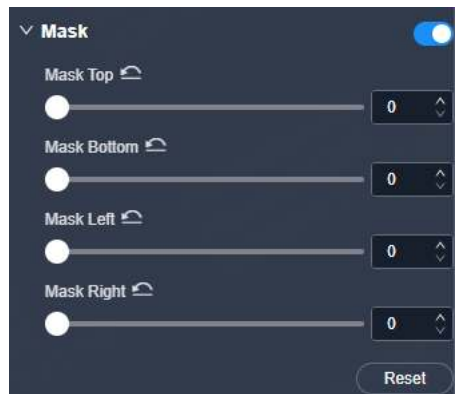 Mask
Mask Top
0
Mask Bottom
0
Mask Left
0
Mask Right
0
Reset